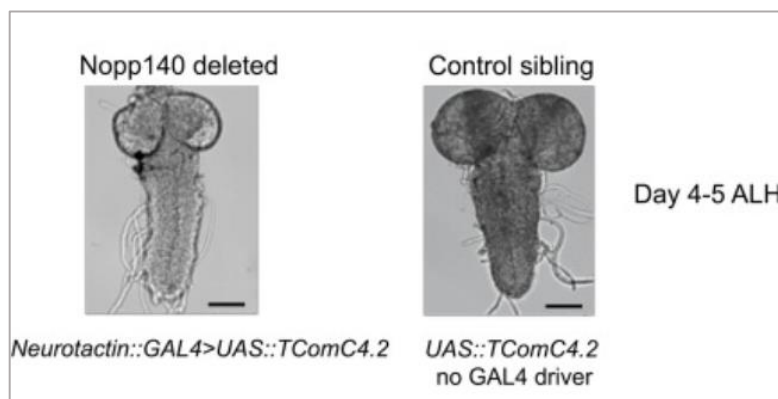 Nopp140 deleted
Control sibling
Day 4-5 ALH
Neurotactin::GAL4>UAS::TComC4.2
UAS::TComC4.2
no GAL4 driver